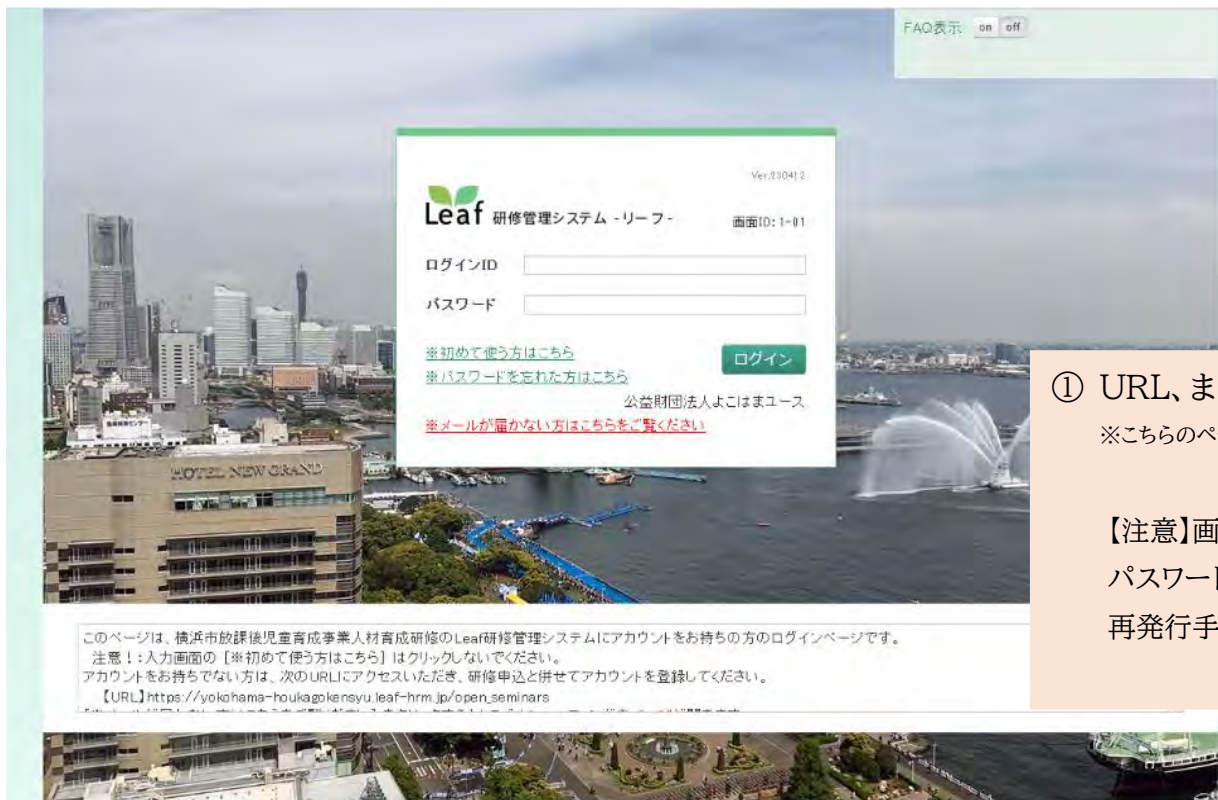 FAQ表示 on off
Ver.230412
Leaf 研修管理システム -リーフ- 画面ID:1-01
ログインID
パスワード
※初めて使う方はこちら
ログイン
※パスワードを忘れた方はこちら
公益財団法人よこはまユース
※メールが届かない方はこちらをご覧ください
① URL、ま
※こちらのペ
【注意】画
パスワード
再発行手
HOTEL NEW GRAND
このページは、横浜市放課後児童育成事業人材育成研修のLeaf研修管理システムにアカウントをお持ちの方のログインページです。
注意!:入力画面の［※初めて使う方はこちら］はクリックしないでください。
アカウントをお持ちでない方は、次のURLにアクセスいただき、研修申込と併せてアカウントを登録してください。
【URL】https://yokohama-houkagokensyu.leaf-hrm.jp/open_seminars